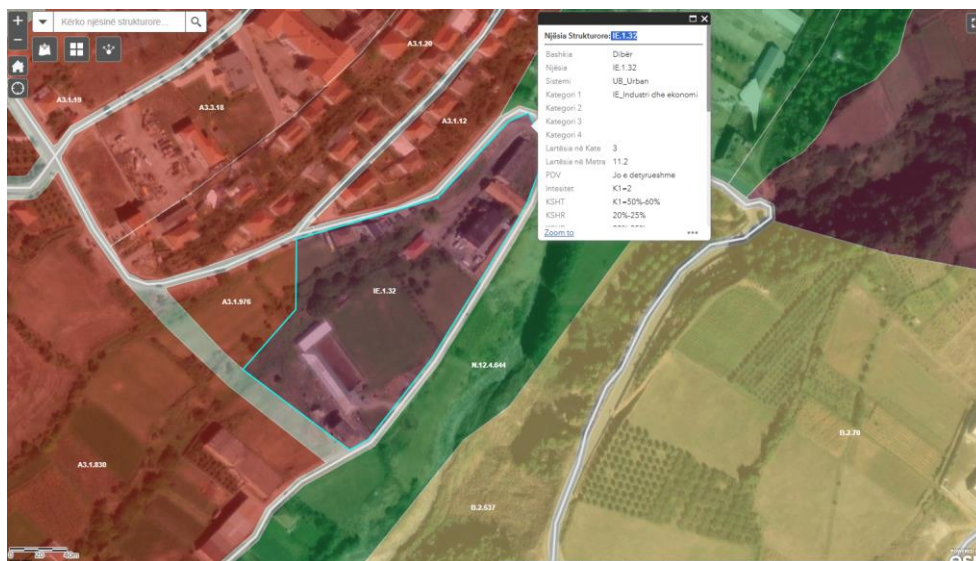 Kërko njësinë strukturore...
A3.1.20
A3.1.19
A3.3.18
A3.1.12
Njësia Strukturore: IE.1.32
Bashkia Dibër
Njësia IE.1.32
Sistemi UB_Urban
Kategori 1 IE_Industri dhe ekonomi
Kategori 2
Kategori 3
Kategori 4
Lartësia në Kate 3
Lartësia në Metra 11.2
PDV Jo e detyrueshme
Intesitet K1=2
KSHT K1=50%-60%
KSHR 20%-25%
Zoom to
IE.1.32
A3.1.976
N.12.4.644
B.2.76
A3.1.830
B.2.637
0 20 40m